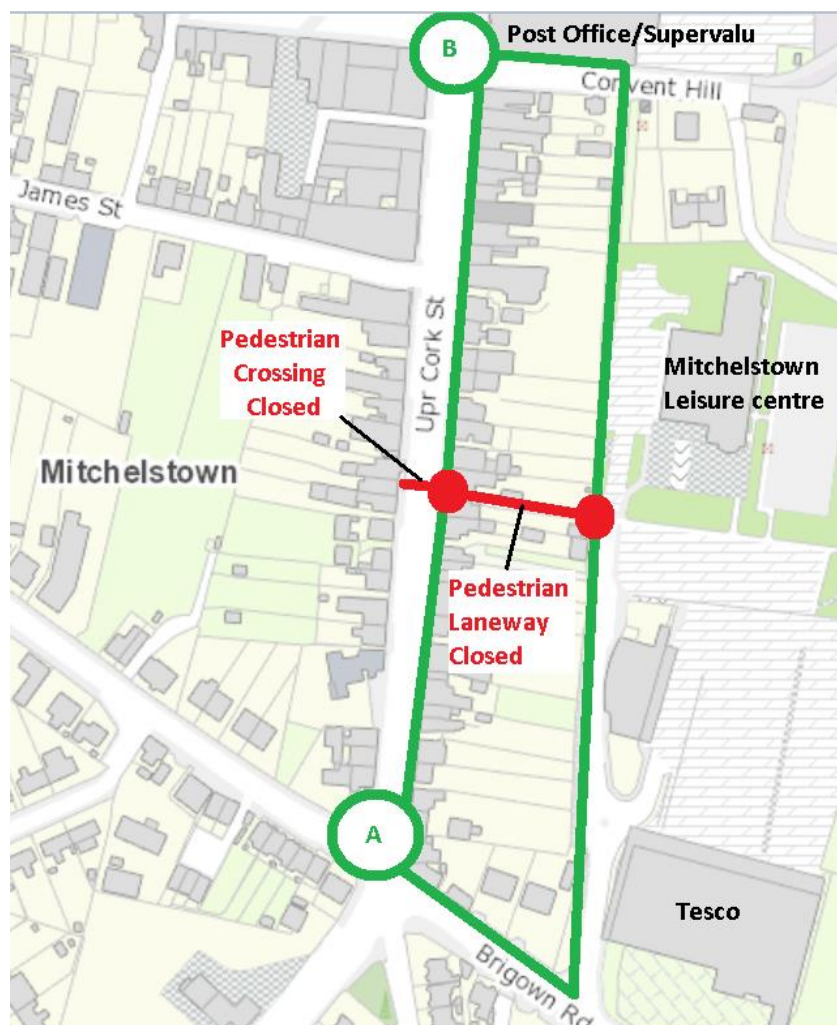 B
Post Office/Supervalu
Convent Hill
James St
Upr Cork St
Pedestrian
Crossing
Closed
Mitchelstown
Leisure centre
Mitchelstown
Pedestrian
Laneway
Closed
A
Tesco
Brigown Rd